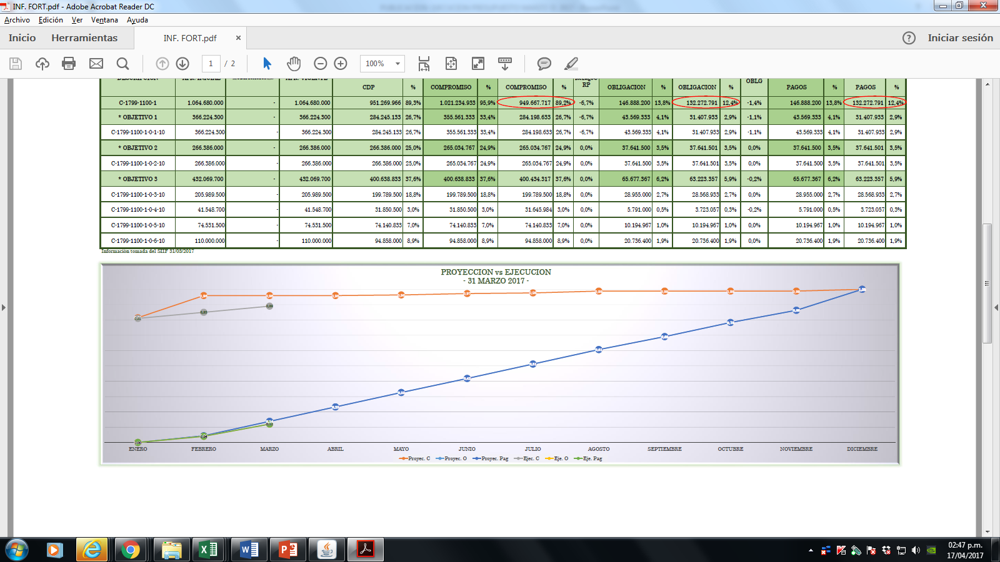 INF. FORT.pdf - Adobe Acrobat Reader DC
Archivo Edición Ver Ventana Ayuda
Inicio Herramientas INF. FORT.pdf × ? Iniciar sesión
1 / 2 100%
CDP % COMPROMISO % COMPROMISO % RP OBLIGACION % OBLIGACION % OBLG PAGOS % PAGOS %
C-1799-1100-1 1.064.680.000 - 1.064.680.000 951.269.966 89,3% 1.021.234.933 95,9% 949.667.717 89,2% -6,7% 146.888.200 13,8% 132.272.791 12,4% -1,4% 146.888.200 13,8% 132.272.791 12,4%
* OBJETIVO 1 366.224.300 - 366.224.300 284.245.133 26,7% 355.561.333 33,4% 284.198.633 26,7% -6,7% 43.569.333 4,1% 31.407.933 2,9% -1,1% 43.569.333 4,1% 31.407.933 2,9%
C-1799-1100-1-0-1-10 366.224.300 - 366.224.300 284.245.133 26,7% 355.561.333 33,4% 284.198.633 26,7% -6,7% 43.569.333 4,1% 31.407.933 2,9% -1,1% 43.569.333 4,1% 31.407.933 2,9%
* OBJETIVO 2 266.386.000 - 266.386.000 266.386.000 25,0% 265.034.767 24,9% 265.034.767 24,9% 0,0% 37.641.500 3,5% 37.641.501 3,5% 0,0% 37.641.500 3,5% 37.641.501 3,5%
C-1799-1100-1-0-2-10 266.386.000 - 266.386.000 266.386.000 25,0% 265.034.767 24,9% 265.034.767 24,9% 0,0% 37.641.500 3,5% 37.641.501 3,5% 0,0% 37.641.500 3,5% 37.641.501 3,5%
* OBJETIVO 3 432.069.700 - 432.069.700 400.638.833 37,6% 400.638.833 37,6% 400.434.317 37,6% 0,0% 65.677.367 6,2% 63.223.357 5,9% -0,2% 65.677.367 6,2% 63.223.357 5,9%
C-1799-1100-1-0-3-10 205.989.500 - 205.989.500 199.789.500 18,8% 199.789.500 18,8% 199.789.500 18,8% 0,0% 28.955.000 2,7% 28.568.933 2,7% 0,0% 28.955.000 2,7% 28.568.933 2,7%
C-1799-1100-1-0-4-10 41.548.700 - 41.548.700 31.850.500 3,0% 31.850.500 3,0% 31.645.984 3,0% 0,0% 5.791.000 0,5% 3.723.057 0,3% -0,2% 5.791.000 0,5% 3.723.057 0,3%
C-1799-1100-1-0-5-10 74.531.500 - 74.531.500 74.140.833 7,0% 74.140.833 7,0% 74.140.833 7,0% 0,0% 10.194.967 1,0% 10.194.967 1,0% 0,0% 10.194.967 1,0% 10.194.967 1,0%
C-1799-1100-1-0-6-10 110.000.000 - 110.000.000 94.858.000 8,9% 94.858.000 8,9% 94.858.000 8,9% 0,0% 20.736.400 1,9% 20.736.400 1,9% 0,0% 20.736.400 1,9% 20.736.400 1,9%
Información tomada del SIIF 31/03/2017
PROYECCION vs EJECUCION
- 31 MARZO 2017 -
ENERO FEBRERO MARZO ABRIL MAYO JUNIO JULIO AGOSTO SEPTIEMBRE OCTUBRE NOVIEMBRE DICIEMBRE
Proyec. C Proyec. O Proyec. Pag Ejec. C Eje. O Eje. Pag
02:47 p.m.
17/04/2017